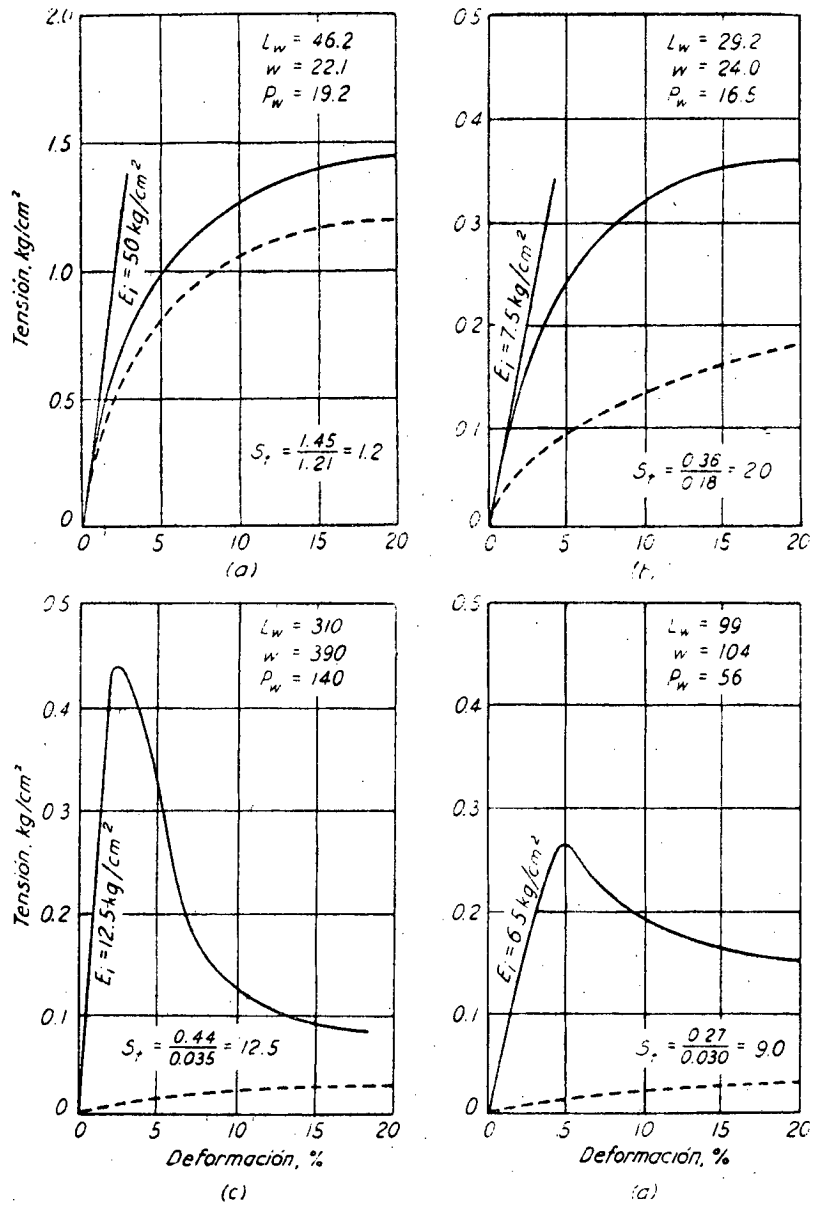 2.0
1.5
1.0
0.5
0
Tensión, kg/cm²
L_w = 46.2
w = 22.1
P_w = 19.2
E_i = 50 kg/cm²
S_t = 1.45/1.21 = 1.2
0 5 10 15 20
(a)
0.5
0.4
0.3
0.2
0.1
0
L_w = 29.2
w = 24.0
P_w = 16.5
E_i = 7.5 kg/cm²
S_t = 0.36/0.18 = 2.0
0 5 10 15 20
0.5
0.4
0.3
0.2
0.1
0
Tensión, kg/cm²
L_w = 310
w = 390
P_w = 140
E_i = 12.5 kg/cm²
S_t = 0.44/0.035 = 12.5
0 5 10 15 20
Deformación, %
(c)
0.5
0.4
0.3
0.2
0.1
0
L_w = 99
w = 104
P_w = 56
E_i = 6.5 kg/cm²
S_t = 0.27/0.030 = 9.0
0 5 10 15 20
Deformación, %